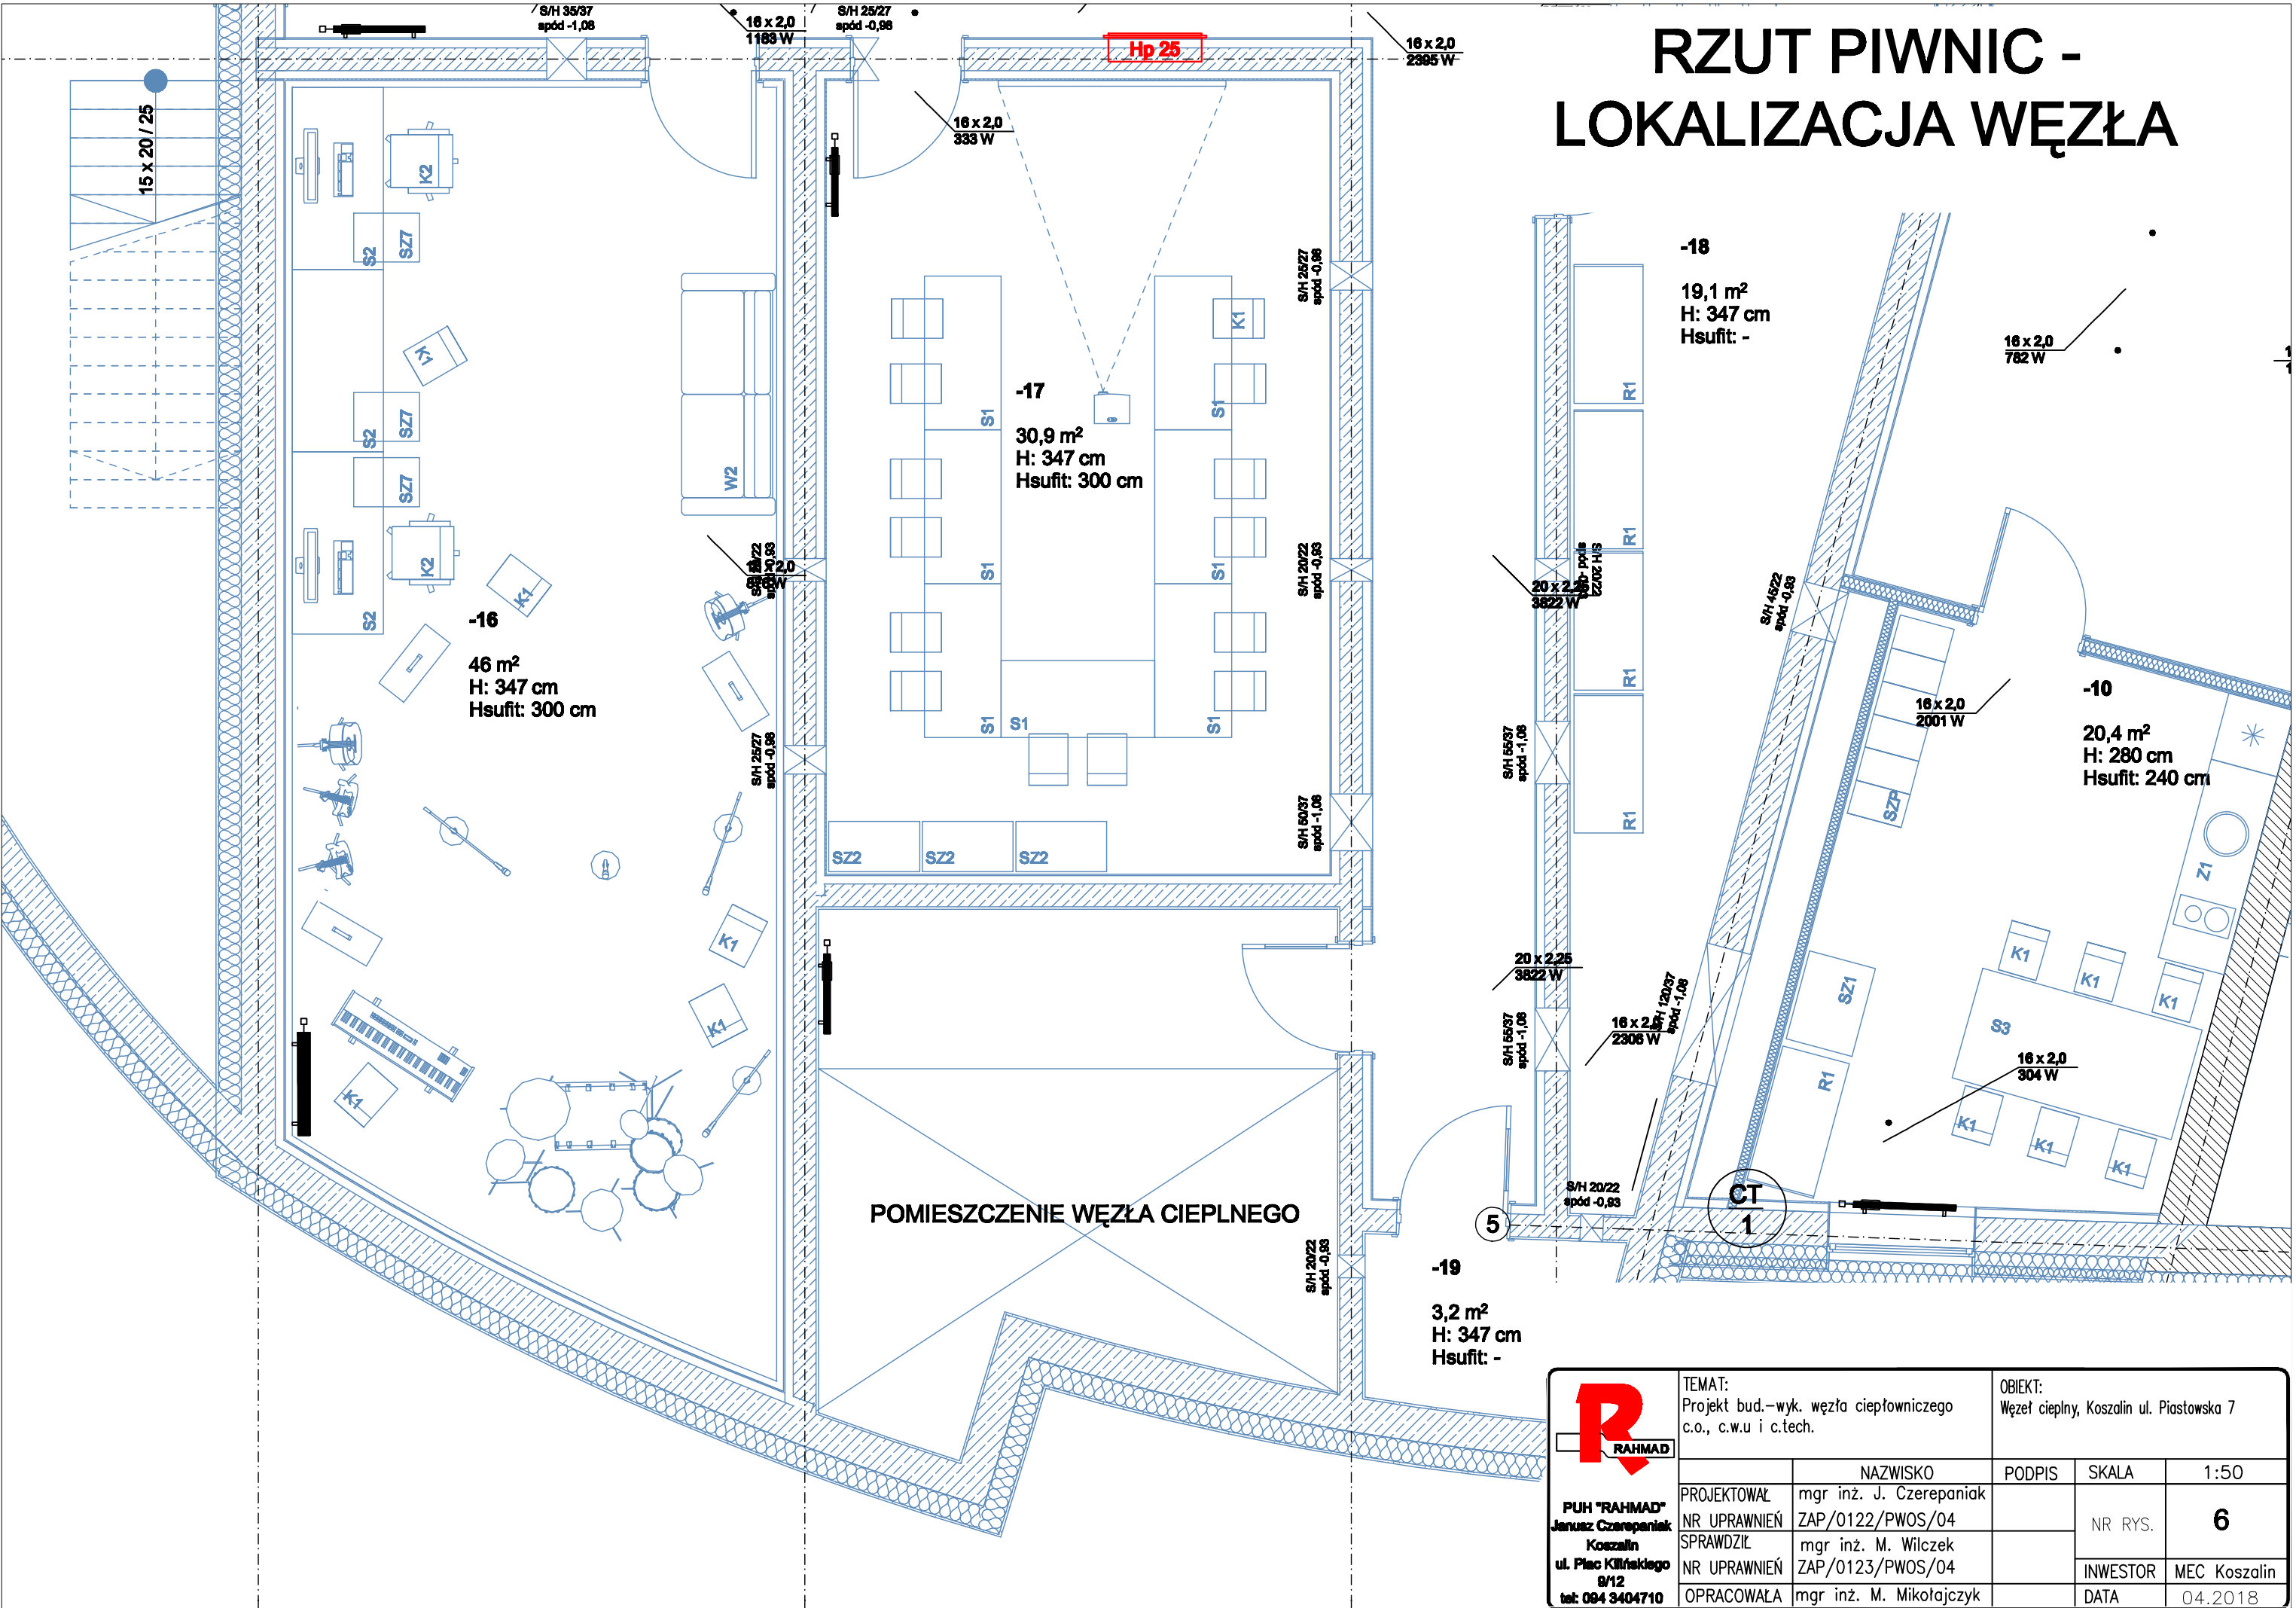 RZUT PIWNIC -
LOKALIZACJA WĘZŁA
S/H 35/37
spód -1,08
16 x 2,0
1183 W
S/H 25/27
spód -0,98
Hp 25
16 x 2,0
2395 W
15 x 20 / 25
16 x 2,0
333 W
K2
S2
SZ7
K1
S2
SZ7
SZ7
K2
S2
K1
W2
-16
46 m²
H: 347 cm
Hsufit: 300 cm
S/H 25/27
spód -0,98
-17
30,9 m²
H: 347 cm
Hsufit: 300 cm
K1
S1
S1
S1
S1
S1
S1
S1
SZ2
SZ2
SZ2
S/H 25/27
spód -0,98
S/H 20/22
spód -0,93
S/H 50/37
spód -1,08
K1
K1
K1
-18
19,1 m²
H: 347 cm
Hsufit: -
R1
R1
R1
R1
16 x 2,0
782 W
S/H 20/22
3822 W
S/H 55/37
spód -1,08
S/H 45/22
spód -0,93
20 x 2,25
3822 W
S/H 55/37
spód -1,08
120/37
spód -1,08
16 x 2,0
2306 W
16 x 2,0
2001 W
-10
20,4 m²
H: 280 cm
Hsufit: 240 cm
SZP
Z1
SZ1
R1
S3
K1
K1
K1
K1
K1
K1
16 x 2,0
304 W
POMIESZCZENIE WĘZŁA CIEPLNEGO
S/H 20/22
spód -0,93
S/H 20/22
spód -0,93
5
CT
1
-19
3,2 m²
H: 347 cm
Hsufit: -
RAHMAD
PUH "RAHMAD"
Janusz Czerepaniak
Koszalin
ul. Plac Kilińskiego
9/12
tel: 094 3404710
TEMAT:
Projekt bud.-wyk. węzła ciepłowniczego
c.o., c.w.u i c.tech.
OBIEKT:
Węzeł cieplny, Koszalin ul. Piastowska 7
NAZWISKO PODPIS SKALA 1:50
PROJEKTOWAŁ mgr inż. J. Czerepaniak
NR UPRAWNIEŃ ZAP/0122/PWOS/04
NR RYS. 6
SPRAWDZIŁ mgr inż. M. Wilczek
NR UPRAWNIEŃ ZAP/0123/PWOS/04
INWESTOR MEC Koszalin
OPRACOWAŁA mgr inż. M. Mikołajczyk
DATA 04.2018